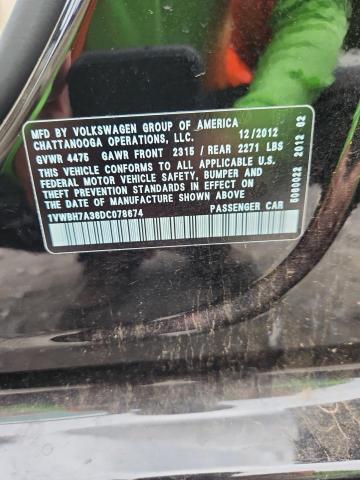 MFD BY VOLKSWAGEN GROUP OF AMERICA
CHATTANOOGA OPERATIONS, LLC. 12/2012
GVWR 4475 GAWR FRONT 2315 / REAR 2271 LBS
THIS VEHICLE CONFORMS TO ALL APPLICABLE U.S.
FEDERAL MOTOR VEHICLE SAFETY, BUMPER AND
THEFT PREVENTION STANDARDS IN EFFECT ON THE
DATE OF MANUFACTURE SHOWN ABOVE.
1VWBH7A36DC078674 PASSENGER CAR
5000022 2012 02